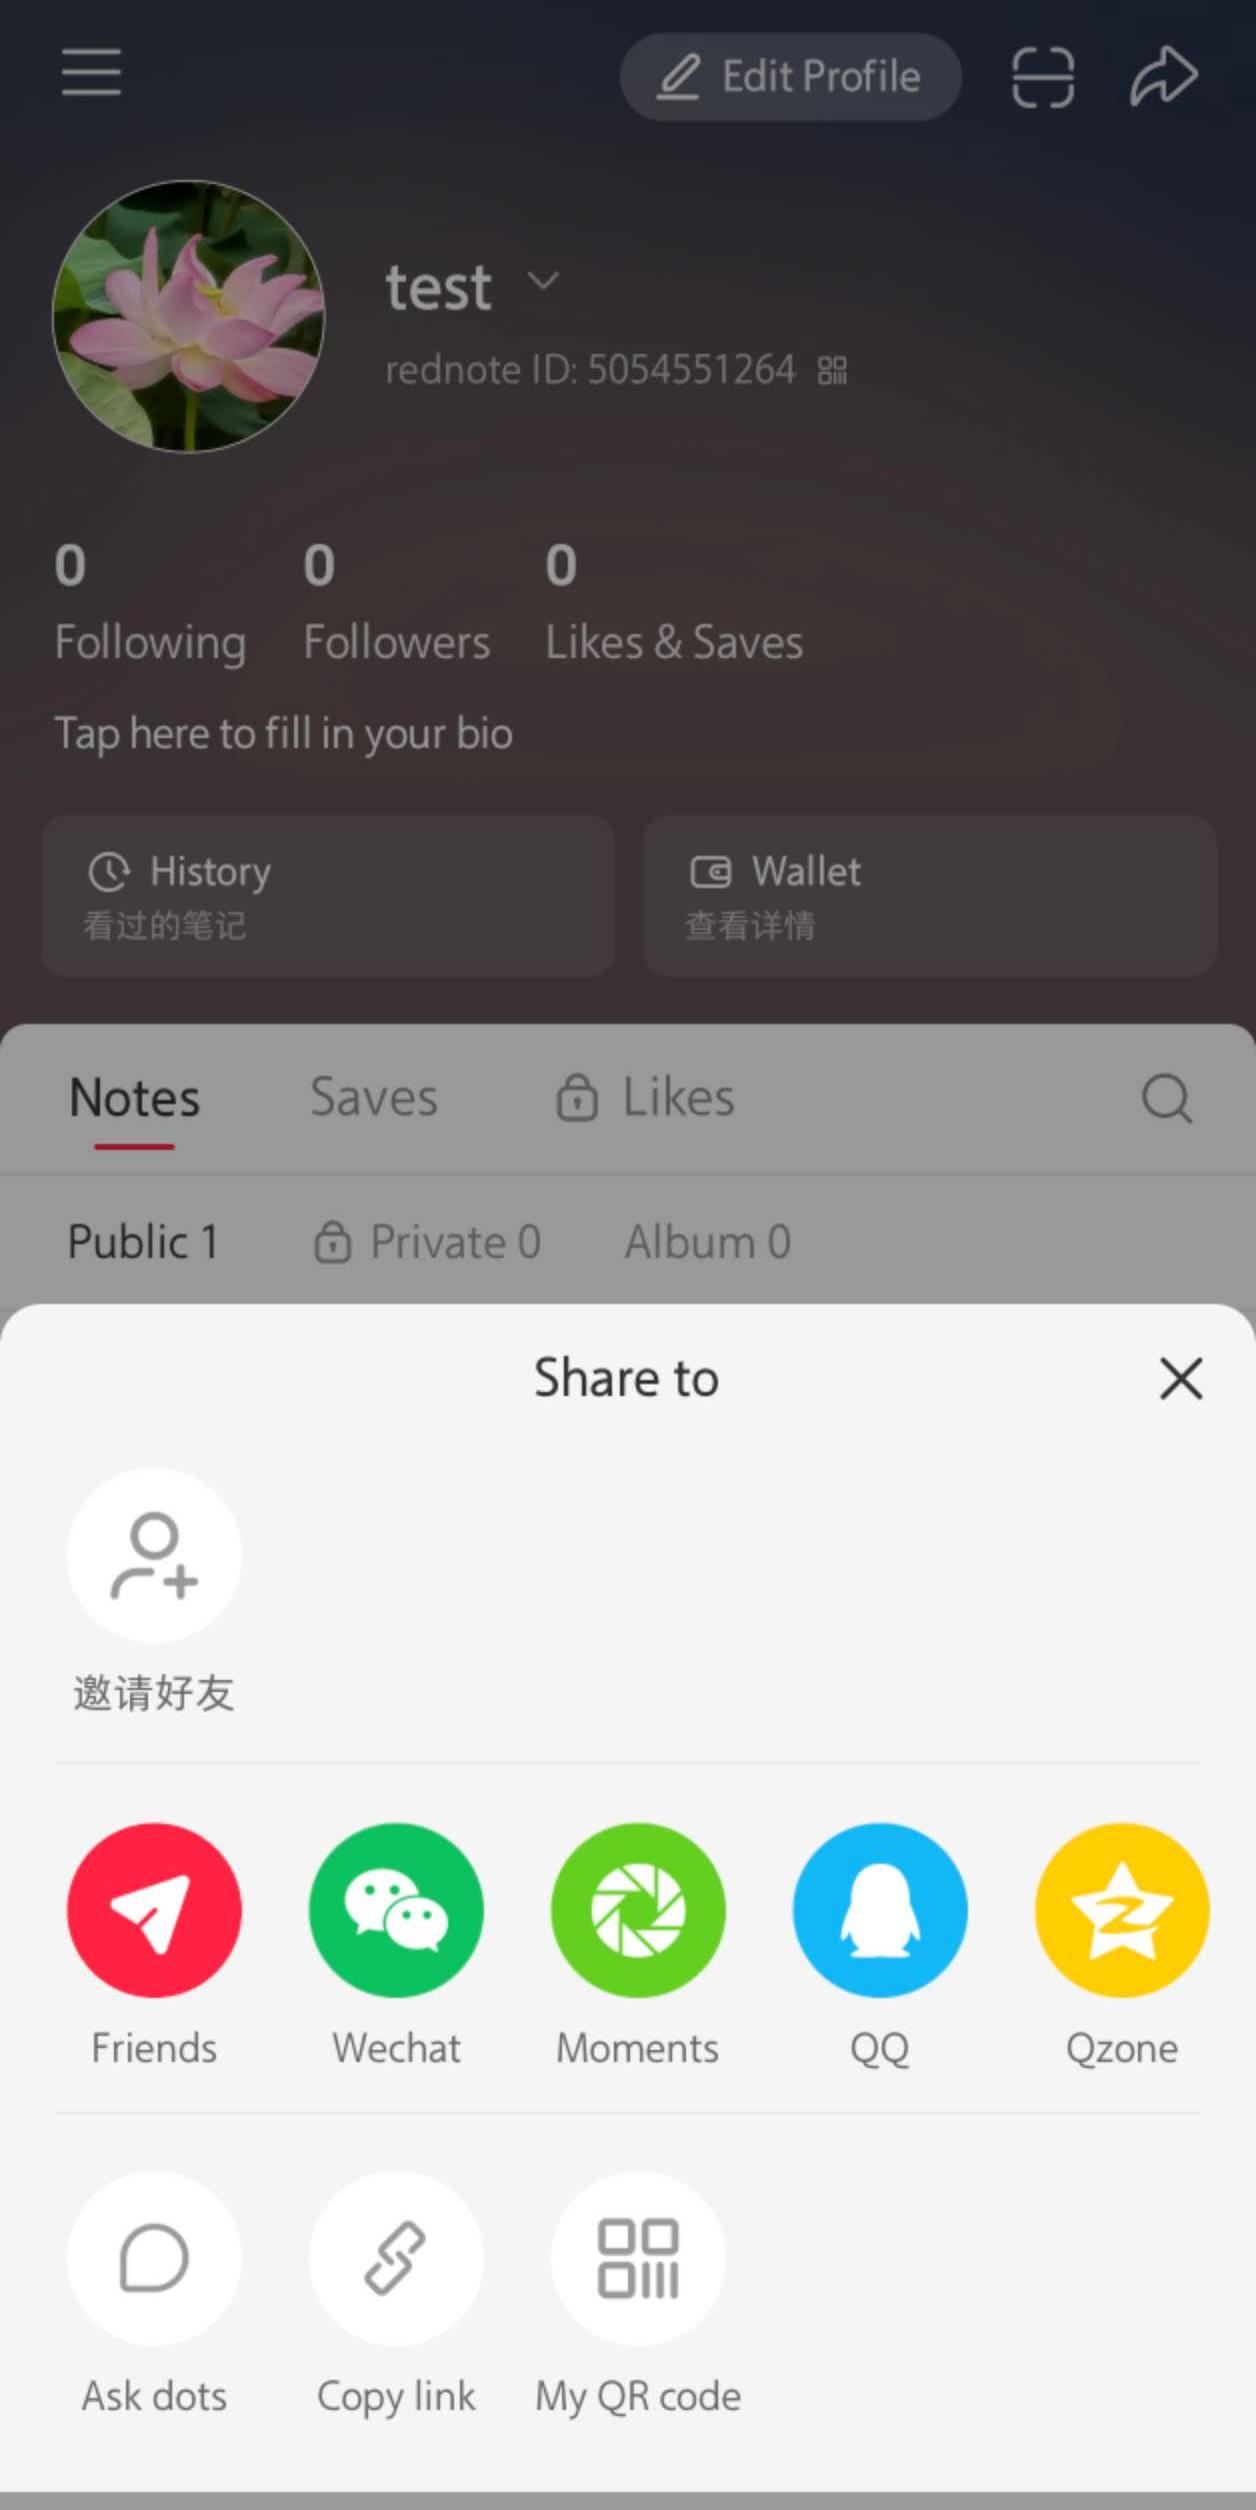 Edit Profile
test
rednote ID: 5054551264
0 0 0
Following Followers Likes & Saves
Tap here to fill in your bio
History Wallet
看过的笔记 查看详情
Notes Saves Likes
Public 1 Private 0 Album 0
Share to
邀请好友
Friends Wechat Moments QQ Qzone
Ask dots Copy link My QR code